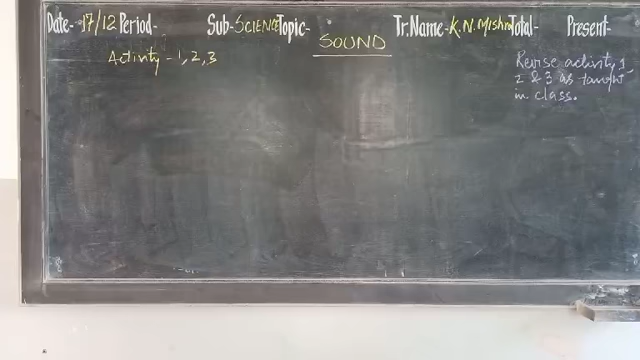 Date- 17/12 Period- Sub- SCIENCE Topic- Tr.Name- K.N. Mishra Total- Present-
SOUND
Activity - 1, 2, 3
Revise activity 1
2 & 3 as taught
in class.